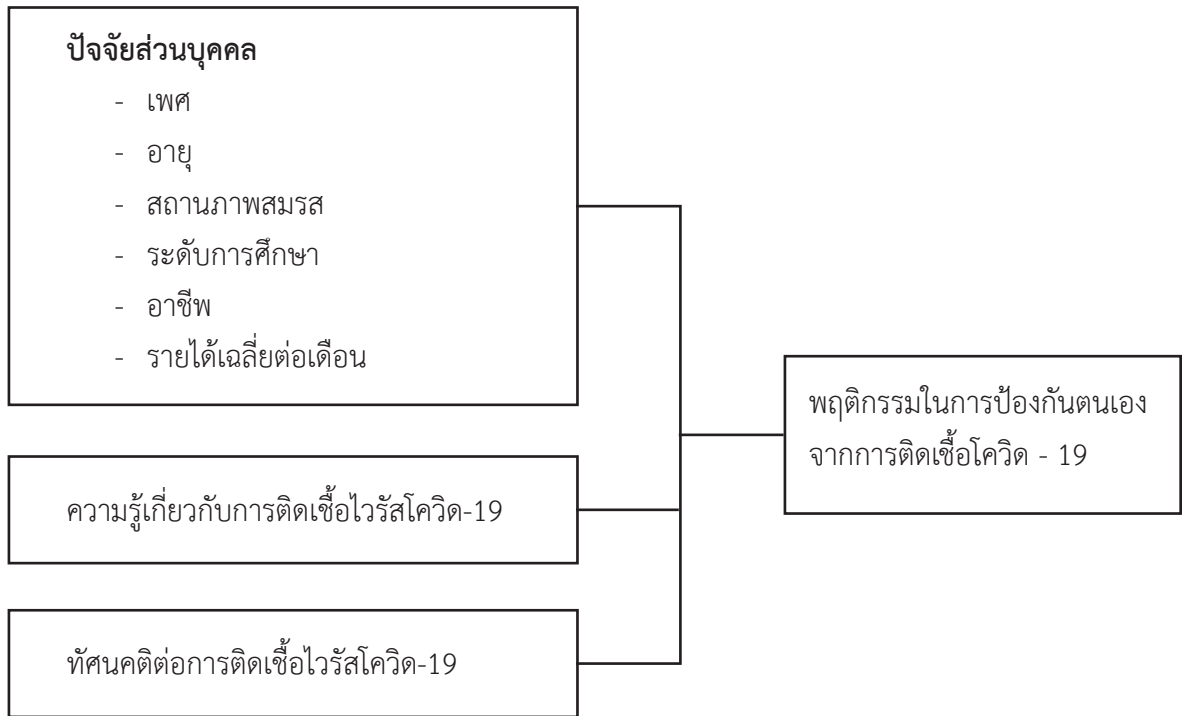 ปัจจัยส่วนบุคคล
- เพศ
- อายุ
- สถานภาพสมรส
- ระดับการศึกษา
- อาชีพ
- รายได้เฉลี่ยต่อเดือน
ความรู้เกี่ยวกับการติดเชื้อไวรัสโควิด-19
ทัศนคติต่อการติดเชื้อไวรัสโควิด-19
พฤติกรรมในการป้องกันตนเอง
จากการติดเชื้อโควิด - 19